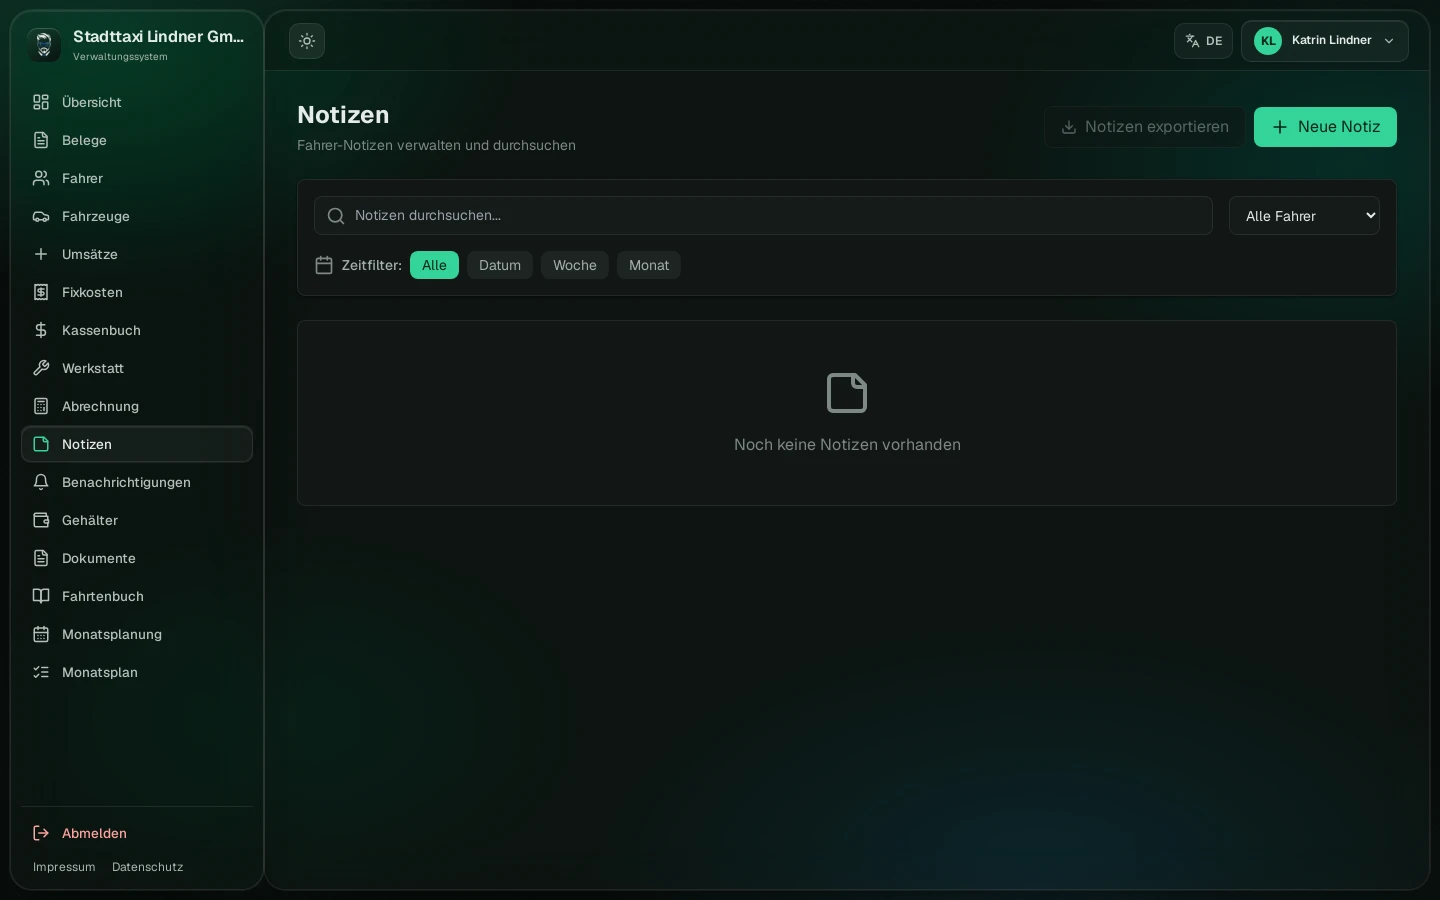 Stadttaxi Lindner Gm...
Verwaltungssystem
Übersicht
Belege
Fahrer
Fahrzeuge
Umsätze
Fixkosten
Kassenbuch
Werkstatt
Abrechnung
Notizen
Benachrichtigungen
Gehälter
Dokumente
Fahrtenbuch
Monatsplanung
Monatsplan
Abmelden
Impressum Datenschutz
DE
KL Katrin Lindner
Notizen
Fahrer-Notizen verwalten und durchsuchen
Notizen exportieren
Neue Notiz
Notizen durchsuchen...
Alle Fahrer
Zeitfilter: Alle Datum Woche Monat
Noch keine Notizen vorhanden